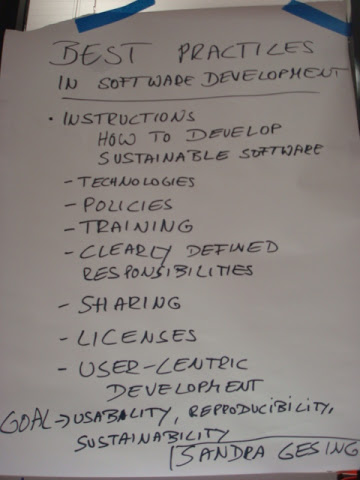 BEST PRACTICES
IN SOFTWARE DEVELOPMENT
• INSTRUCTIONS
HOW TO DEVELOP
SUSTAINABLE SOFTWARE
- TECHNOLOGIES
- POLICIES
- TRAINING
- CLEARLY DEFINED
RESPONSIBILITIES
- SHARING
- LICENSES
- USER-CENTRIC
DEVELOPMENT
GOAL → USABILITY, REPRODUCIBILITY,
SUSTAINABILITY
SANDRA GESING